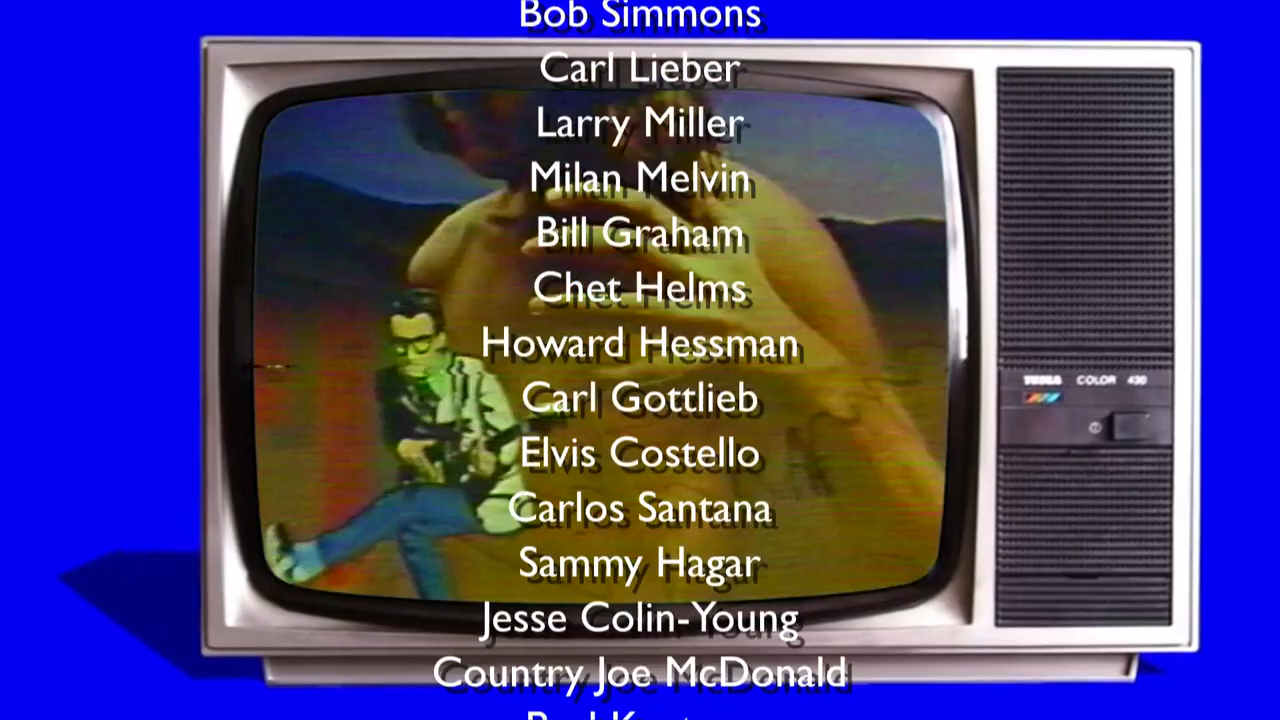 Bob Simmons
Carl Lieber
Larry Miller
Milan Melvin
Bill Graham
Chet Helms
Howard Hessman
Carl Gottlieb
Elvis Costello
Carlos Santana
Sammy Hagar
Jesse Colin-Young
Country Joe McDonald
COLOR 430